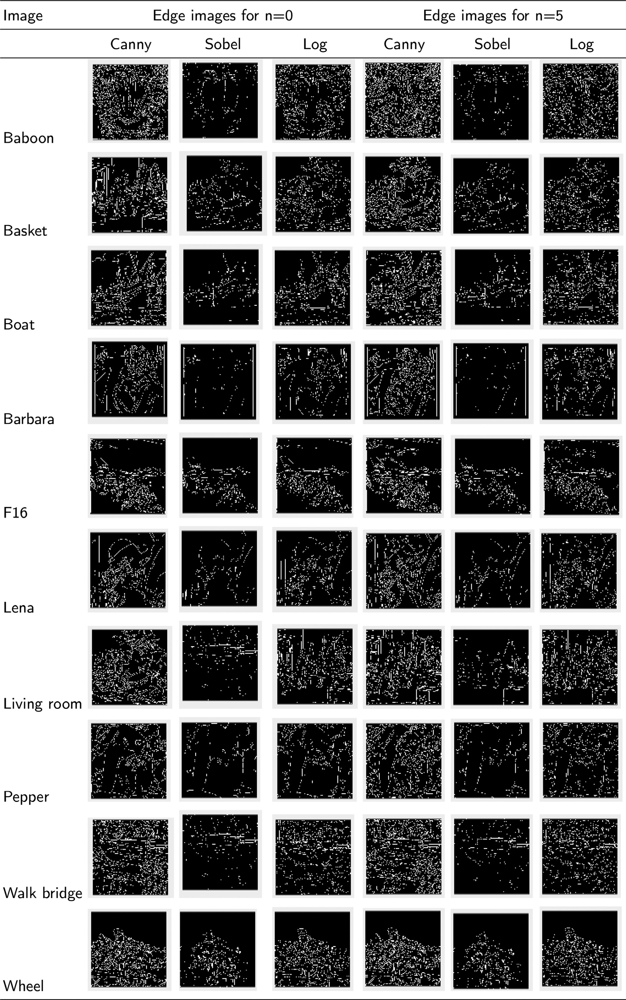 Image Edge images for n=0 Edge images for n=5
Canny Sobel Log Canny Sobel Log
Baboon
Basket
Boat
Barbara
F16
Lena
Living room
Pepper
Walk bridge
Wheel